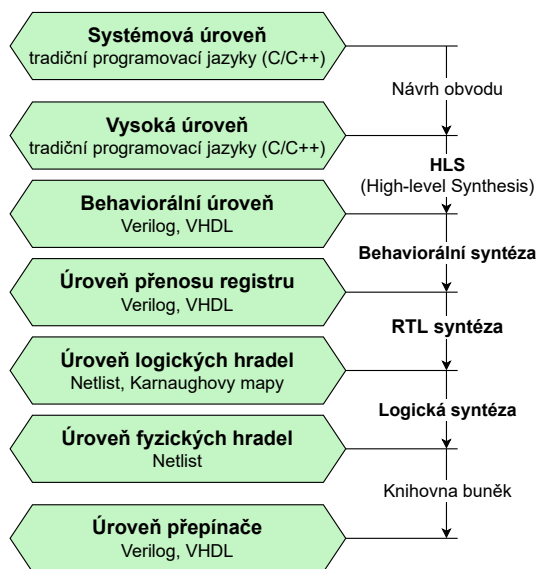 Systémová úroveň
tradiční programovací jazyky (C/C++)
Návrh obvodu
Vysoká úroveň
tradiční programovací jazyky (C/C++)
HLS
(High-level Synthesis)
Behaviorální úroveň
Verilog, VHDL
Behaviorální syntéza
Úroveň přenosu registru
Verilog, VHDL
RTL syntéza
Úroveň logických hradel
Netlist, Karnaughovy mapy
Logická syntéza
Úroveň fyzických hradel
Netlist
Knihovna buněk
Úroveň přepínače
Verilog, VHDL